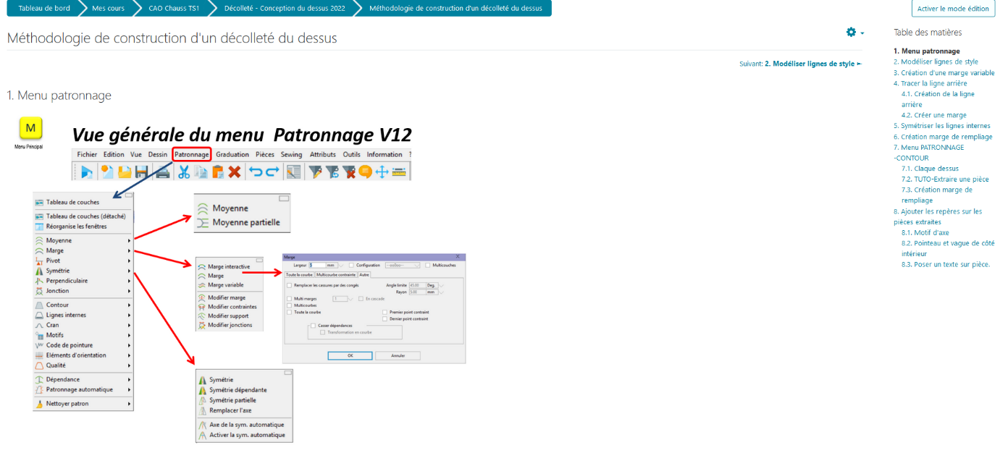 Tableau de bord Mes cours CAO Chauss TS1 Décolleté - Conception du dessus 2022 Méthodologie de construction d'un décolleté du dessus
Activer le mode édition
Méthodologie de construction d'un décolleté du dessus
Suivant: 2. Modéliser lignes de style ►
1. Menu patronnage
M
Menu Principal
Vue générale du menu Patronnage V12
Fichier Edition Vue Dessin Patronnage Graduation Pièces Sewing Attributs Outils Information ?
Tableau de couches
Tableau de couches (détaché)
Réorganise les fenêtres
Moyenne
Marge
Pivot
Symétrie
Perpendiculaire
Jonction
Contour
Lignes internes
Cran
Motifs
Code de pointure
Eléments d'orientation
Qualité
Dépendance
Patronnage automatique
Nettoyer patron
Moyenne
Moyenne partielle
Marge interactive
Marge
Marge variable
Modifier marge
Modifier contraintes
Modifier support
Modifier jonctions
Marge X
Largeur mm Configuration Multicouches
Toute la courbe Multicourbe contrainte Autre
Remplacer les cassures par des congés Angle limite 45.00 Deg.
Rayon 5.00 mm
Multi marges 1 En cascade
Multicourbes
Toute la courbe Premier point contraint
Dernier point contraint
Casser dépendances
Transformation en courbe
OK Annuler
Symétrie
Symétrie dépendante
Symétrie partielle
Remplacer l'axe
Axe de la sym. automatique
Activer la sym. automatique
Table des matières
1. Menu patronnage
2. Modéliser lignes de style
3. Création d'une marge variable
4. Tracer la ligne arrière
4.1. Création de la ligne
arrière
4.2. Créer une marge
5. Symétriser les lignes internes
6. Création marge de rempliage
7. Menu PATRONNAGE
-CONTOUR
7.1. Claque dessus
7.2. TUTO-Extraire une pièce
7.3. Création marge de
rempliage
8. Ajouter les repères sur les
pièces extraites
8.1. Motif d'axe
8.2. Pointeau et vague de côté
intérieur
8.3. Poser un texte sur pièce.